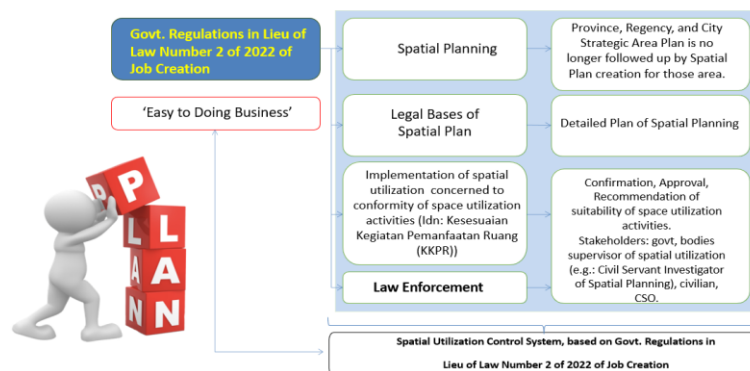 Govt. Regulations in Lieu of
Law Number 2 of 2022 of
Job Creation
'Easy to Doing Business'
Spatial Planning
Province, Regency, and City
Strategic Area Plan is no
longer followed up by Spatial
Plan creation for those area.
Legal Bases of
Spatial Plan
Detailed Plan of Spatial Planning
Implementation of spatial
utilization concerned to
conformity of space utilization
activities (Idn: Kesesuaian
Kegiatan Pemanfaatan Ruang
(KKPR))
Confirmation, Approval,
Recommendation of
suitability of space utilization
activities.
Stakeholders: govt, bodies
supervisor of spatial utilization
(e.g.: Civil Servant Investigator
of Spatial Planning), civilian,
CSO.
Law Enforcement
P
P
L
L
A
A
N
N
Spatial Utilization Control System, based on Govt. Regulations in
Lieu of Law Number 2 of 2022 of Job Creation